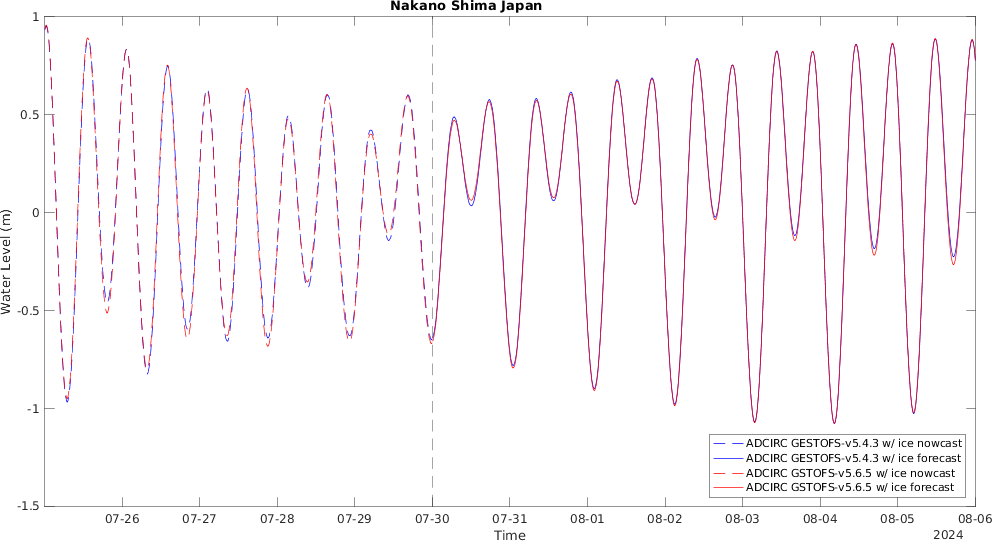 Nakano Shima Japan
Water Level (m)
1
0.5
0
-0.5
-1
-1.5
ADCIRC GESTOFS-v5.4.3 w/ ice nowcast
ADCIRC GESTOFS-v5.4.3 w/ ice forecast
ADCIRC GSTOFS-v5.6.5 w/ ice nowcast
ADCIRC GSTOFS-v5.6.5 w/ ice forecast
07-26 07-27 07-28 07-29 07-30 07-31 08-01 08-02 08-03 08-04 08-05 08-06
Time
2024